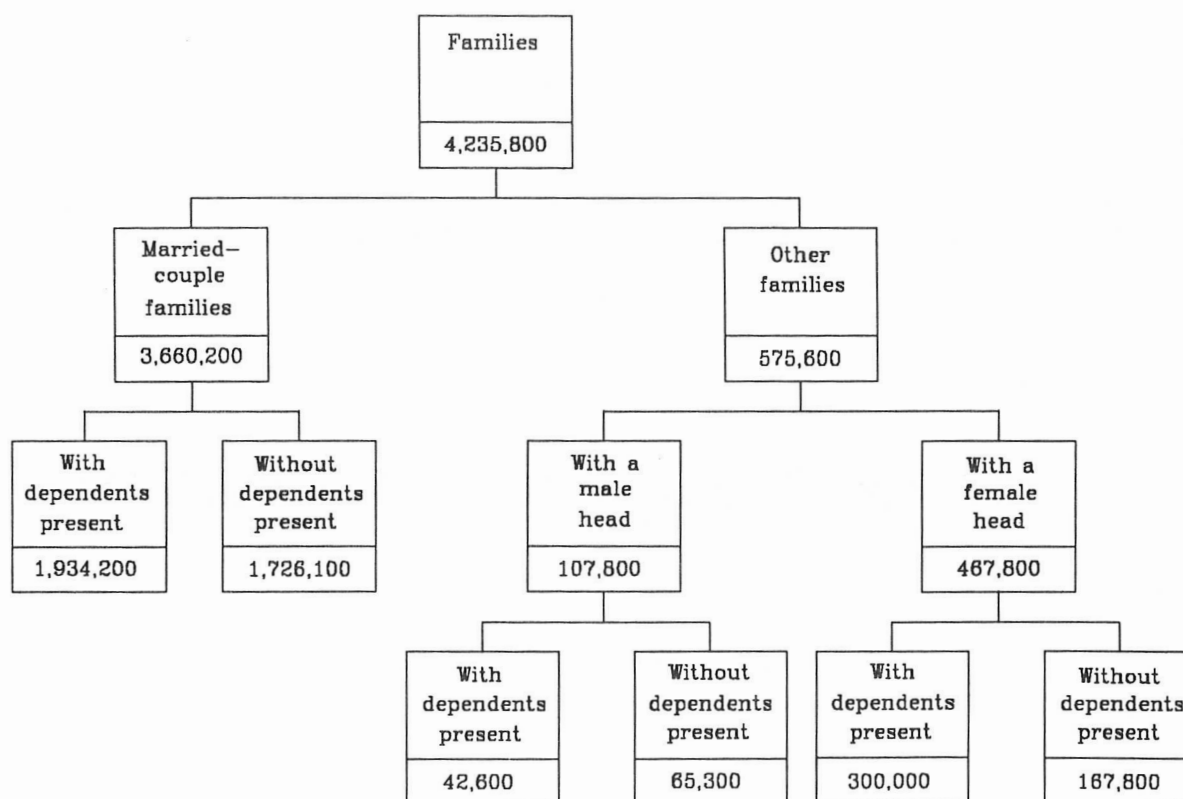 Families
4,235,800
Married-
couple
families
3,660,200
Other
families
575,600
With
dependents
present
1,934,200
Without
dependents
present
1,726,100
With a
male
head
107,800
With a
female
head
467,800
With
dependents
present
42,600
Without
dependents
present
65,300
With
dependents
present
300,000
Without
dependents
present
167,800